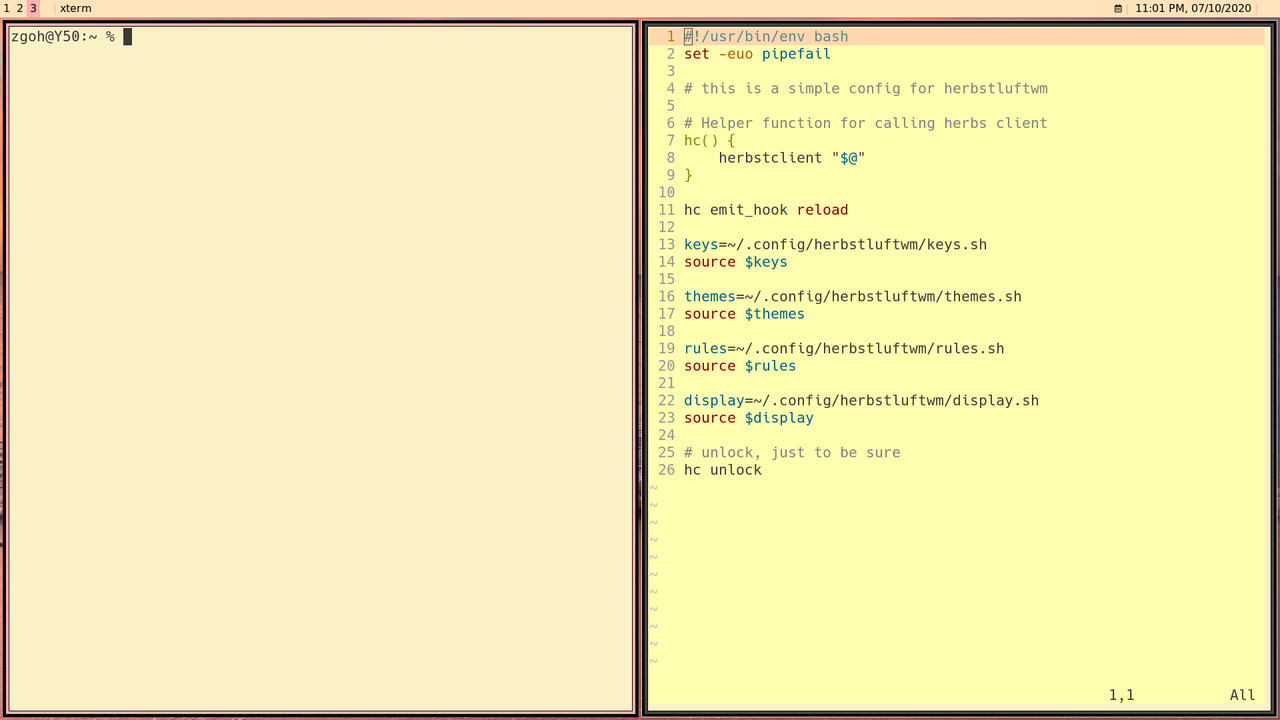 1 2 3 xterm 11:01 PM, 07/10/2020
zgoh@Y50:~ %
1 #!/usr/bin/env bash
2 set -euo pipefail
3
4 # this is a simple config for herbstluftwm
5
6 # Helper function for calling herbs client
7 hc() {
8     herbstclient "$@"
9 }
10
11 hc emit_hook reload
12
13 keys=~/.config/herbstluftwm/keys.sh
14 source $keys
15
16 themes=~/.config/herbstluftwm/themes.sh
17 source $themes
18
19 rules=~/.config/herbstluftwm/rules.sh
20 source $rules
21
22 display=~/.config/herbstluftwm/display.sh
23 source $display
24
25 # unlock, just to be sure
26 hc unlock
~
~
~
~
~
~
~
~
~
~
~
1,1 All